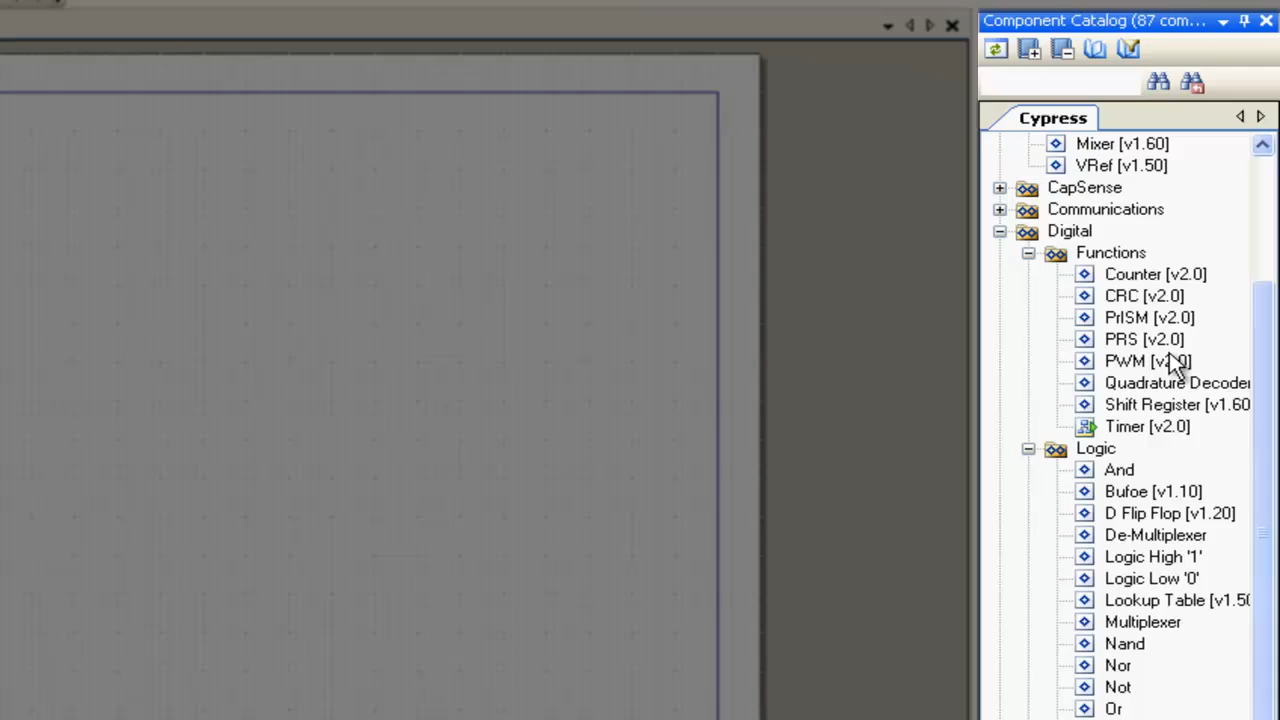 Component Catalog (87 com...
Cypress
Mixer [v1.60]
VRef [v1.50]
CapSense
Communications
Digital
Functions
Counter [v2.0]
CRC [v2.0]
PrISM [v2.0]
PRS [v2.0]
PWM [v2.0]
Quadrature Decoder
Shift Register [v1.60
Timer [v2.0]
Logic
And
Bufoe [v1.10]
D Flip Flop [v1.20]
De-Multiplexer
Logic High '1'
Logic Low '0'
Lookup Table [v1.50
Multiplexer
Nand
Nor
Not
Or